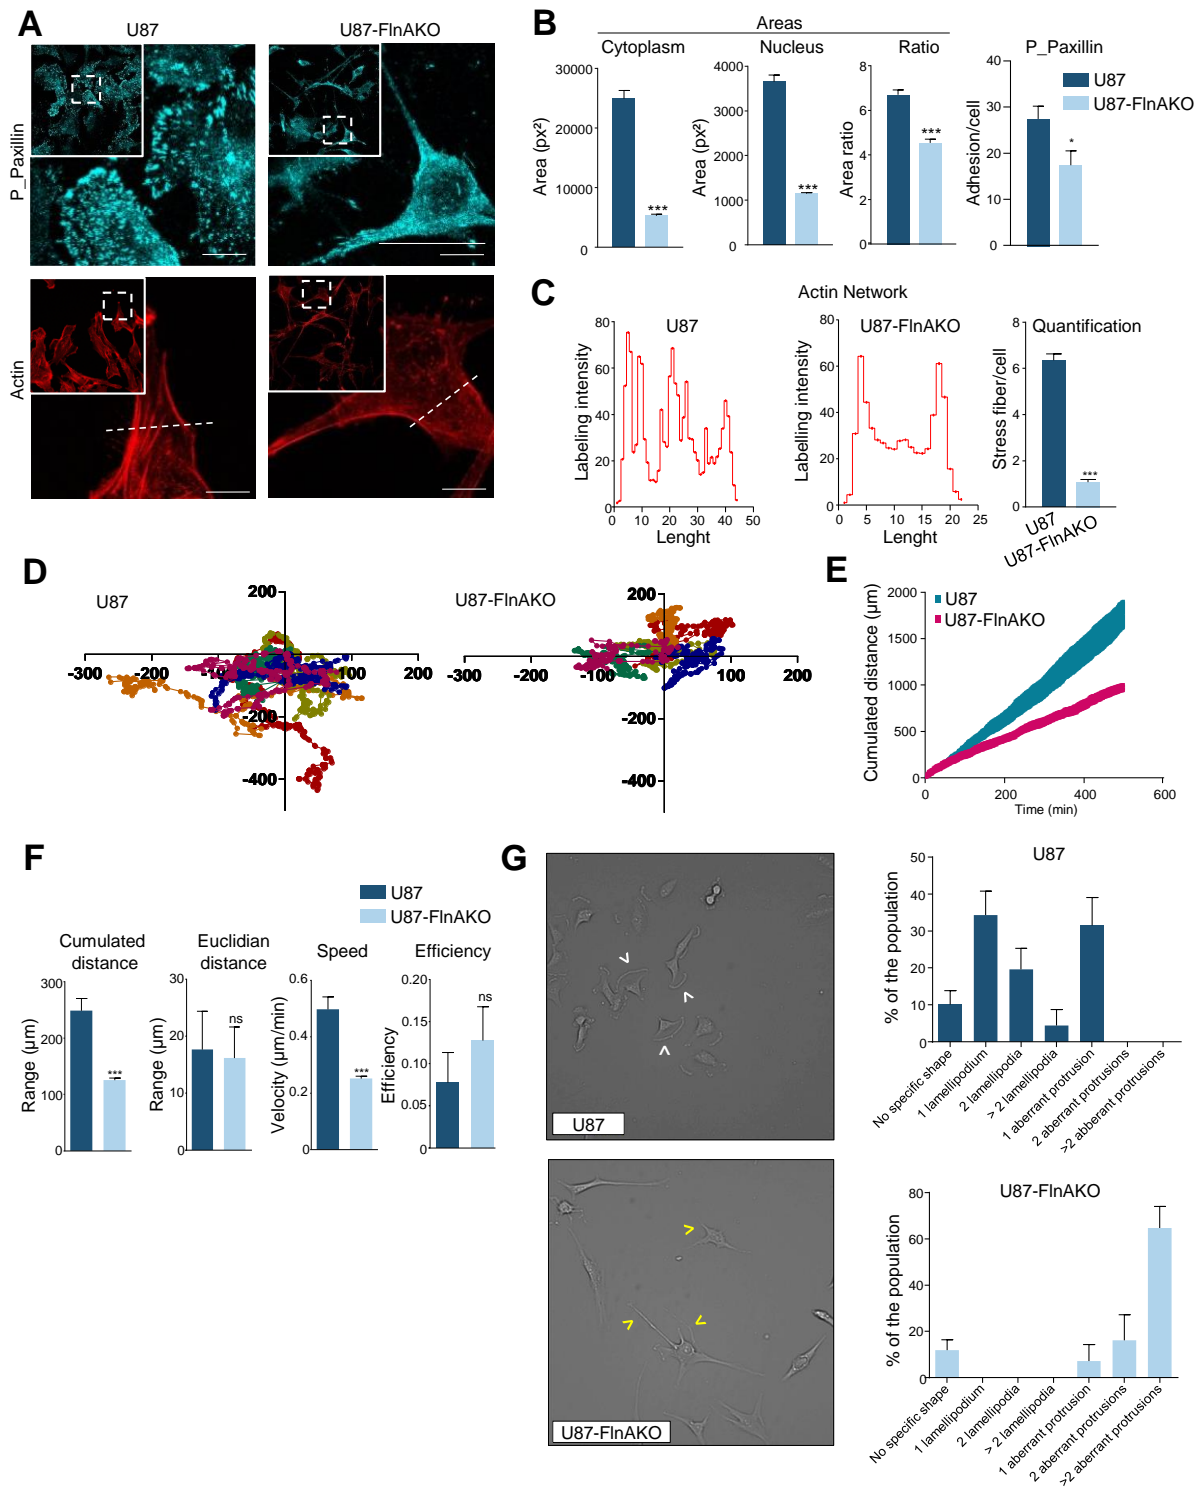 A
U87
U87-FlnAKO
P_Paxillin
Actin
B
Areas
Cytoplasm
Nucleus
Ratio
P_Paxillin
U87
U87-FlnAKO
Area (px²)
30000
20000
10000
0
***
Area (px²)
4000
3000
2000
1000
0
***
Area ratio
8
6
4
2
0
***
Adhesion/cell
40
30
20
10
0
*
C
Actin Network
U87
Labeling intensity
80
60
40
20
0
0 10 20 30 40 50
Lenght
U87-FlnAKO
Labelling intensity
80
60
40
20
0
0 5 10 15 20 25
Lenght
Quantification
Stress fiber/cell
8
6
4
2
0
***
U87
U87-FlnAKO
D
U87
200
-300 -200 -100 100 200
-200
-400
U87-FlnAKO
200
-300 -200 -100 100 200
-200
-400
E
U87
U87-FlnAKO
Cumulated distance (µm)
2000
1500
1000
500
0
0 200 400 600
Time (min)
F
U87
U87-FlnAKO
Cumulated
distance
Range (µm)
300
200
100
0
***
Euclidian
distance
Range (µm)
30
20
10
0
ns
Speed
Velocity (µm/min)
0.6
0.4
0.2
0
***
Efficiency
Efficiency
0.20
0.15
0.10
0.05
0
ns
G
U87
U87-FlnAKO
U87
% of the population
50
40
30
20
10
0
No specific shape
1 lamellipodium
2 lamellipodia
> 2 lamellipodia
1 aberrant protrusion
2 aberrant protrusions
>2 abberant protrusions
U87-FlnAKO
% of the population
80
60
40
20
0
No specific shape
1 lamellipodium
2 lamellipodia
> 2 lamellipodia
1 aberrant protrusion
2 aberrant protrusions
>2 aberrant protrusions